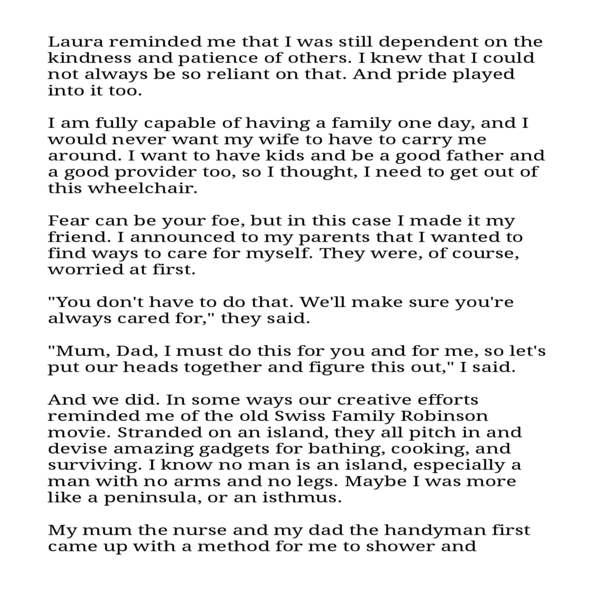 Laura reminded me that I was still dependent on the
kindness and patience of others. I knew that I could
not always be so reliant on that. And pride played
into it too.
I am fully capable of having a family one day, and I
would never want my wife to have to carry me
around. I want to have kids and be a good father and
a good provider too, so I thought, I need to get out of
this wheelchair.
Fear can be your foe, but in this case I made it my
friend. I announced to my parents that I wanted to
find ways to care for myself. They were, of course,
worried at first.
"You don't have to do that. We'll make sure you're
always cared for," they said.
"Mum, Dad, I must do this for you and for me, so let's
put our heads together and figure this out," I said.
And we did. In some ways our creative efforts
reminded me of the old Swiss Family Robinson
movie. Stranded on an island, they all pitch in and
devise amazing gadgets for bathing, cooking, and
surviving. I know no man is an island, especially a
man with no arms and no legs. Maybe I was more
like a peninsula, or an isthmus.
My mum the nurse and my dad the handyman first
came up with a method for me to shower and